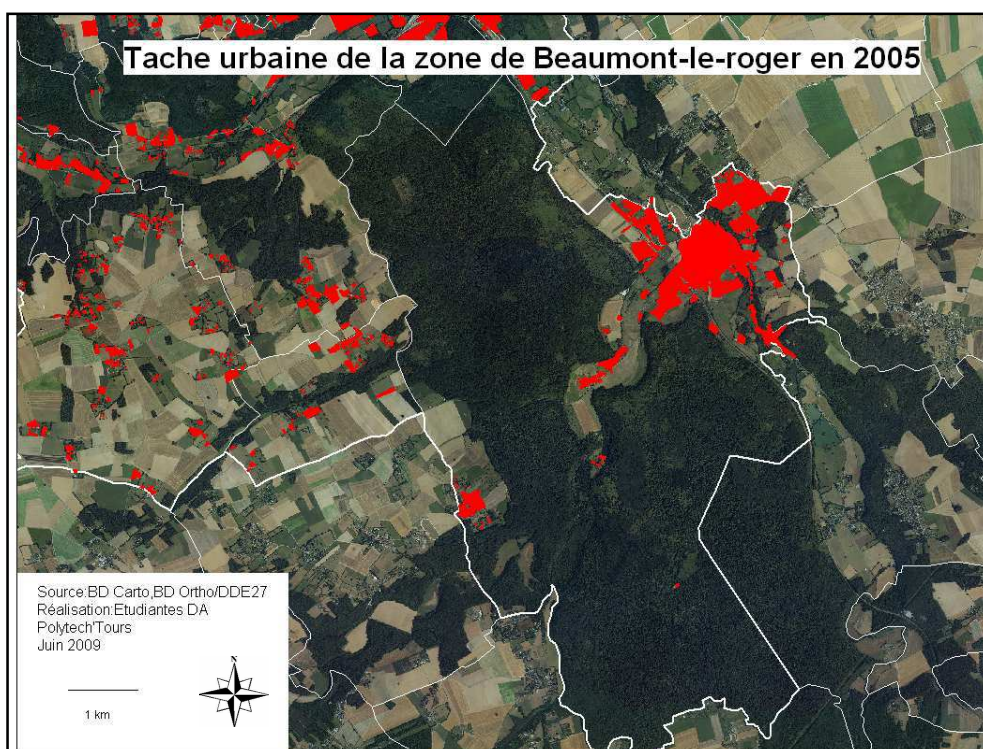 Tache urbaine de la zone de Beaumont-le-roger en 2005
Source:BD Carto,BD Ortho/DDE27
Réalisation:Etudiantes DA
Polytech'Tours
Juin 2009
N
1 km